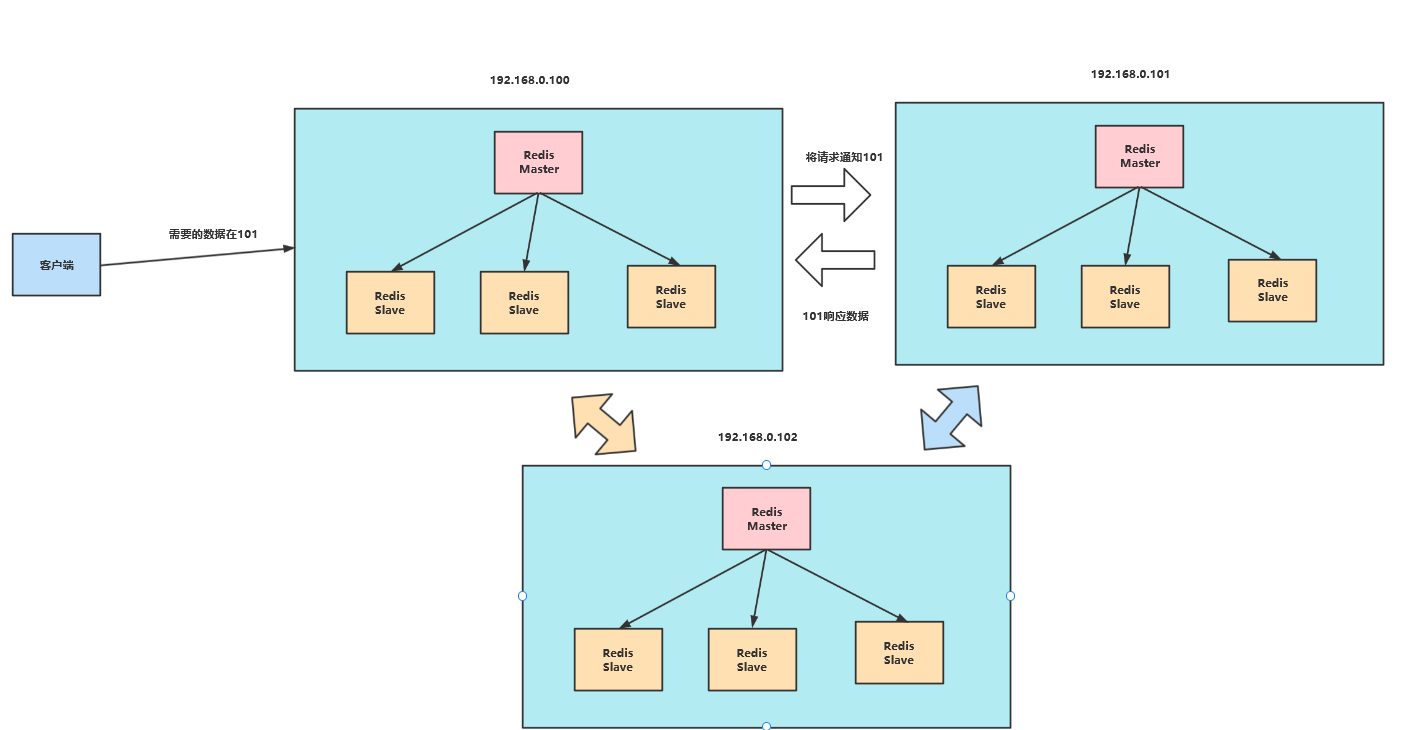 192.168.0.100
192.168.0.101
Redis
Master
Redis
Master
将请求通知101
需要的数据在101
客户端
Redis
Slave
Redis
Slave
Redis
Slave
Redis
Slave
Redis
Slave
Redis
Slave
101响应数据
192.168.0.102
Redis
Master
Redis
Slave
Redis
Slave
Redis
Slave